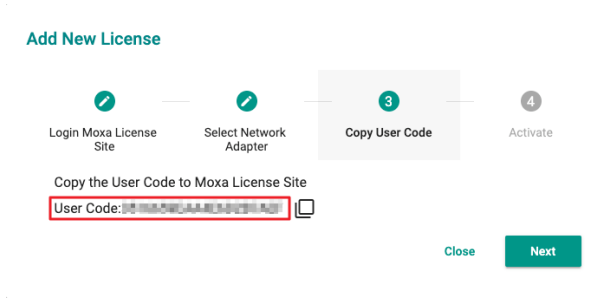 Add New License
3
4
Login Moxa License
Site
Select Network
Adapter
Copy User Code
Activate
Copy the User Code to Moxa License Site
User Code:
Close
Next